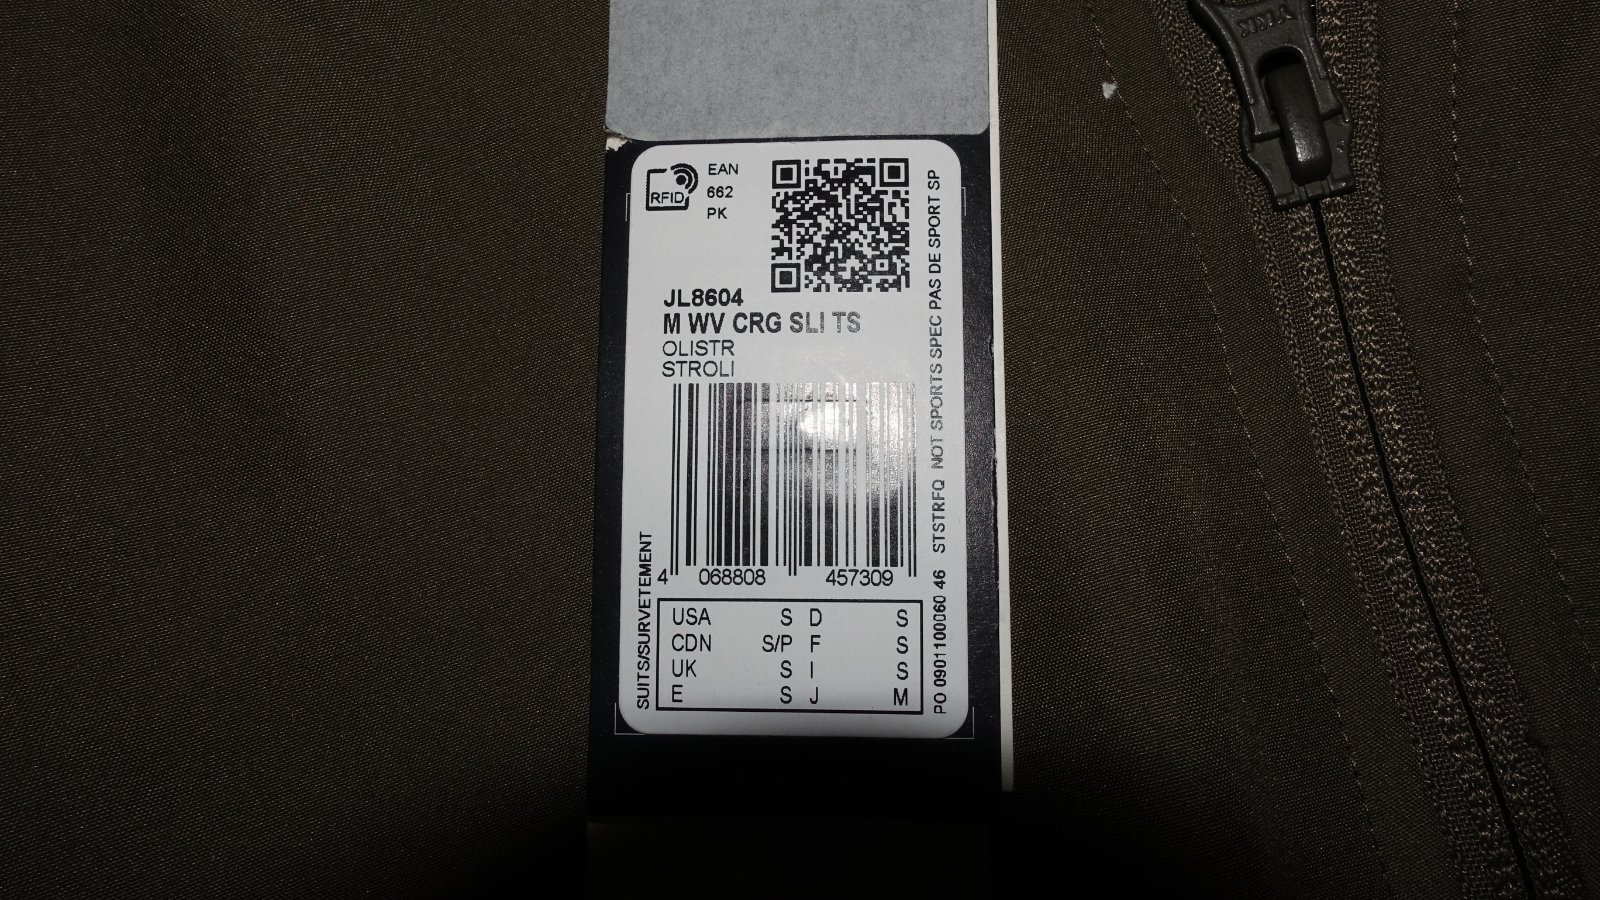 YKK
RFID
EAN
662
PK
JL8604
M WV CRG SLI TS
OLISTR
STROLI
4 068808 457309
USA S D S
CDN S/P F S
UK S I S
E S J M
SUITS/SURVETEMENT
PO 0901100060 46 STSTRFQ NOT SPORTS SPEC PAS DE SPORT SP